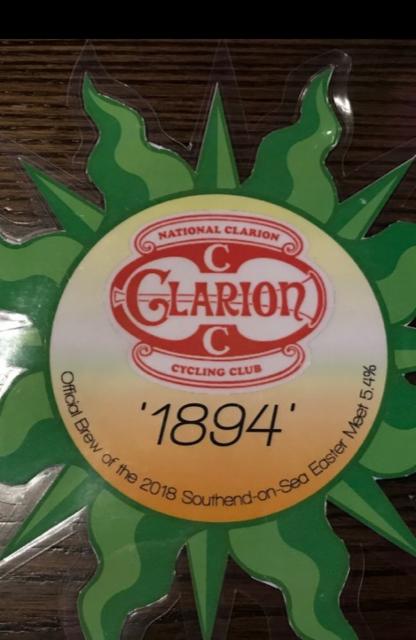 NATIONAL CLARION
C
CLARION
C
CYCLING CLUB
'1894'
Official Brew of the 2018 Southend-on-Sea Easter Meet 5.4%